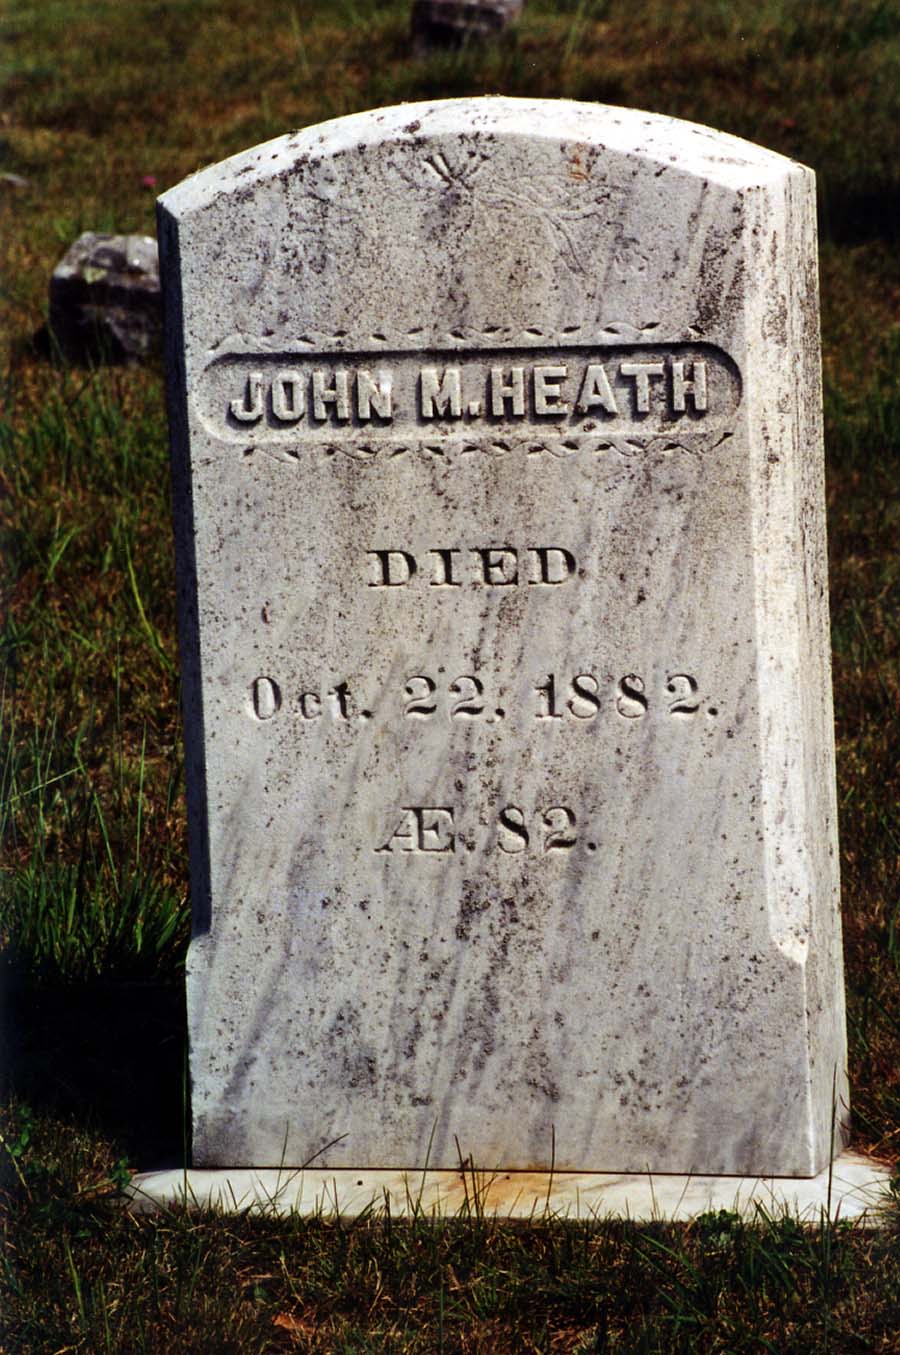 JOHN M. HEATH
DIED
Oct. 22. 1882.
Æ. 82.